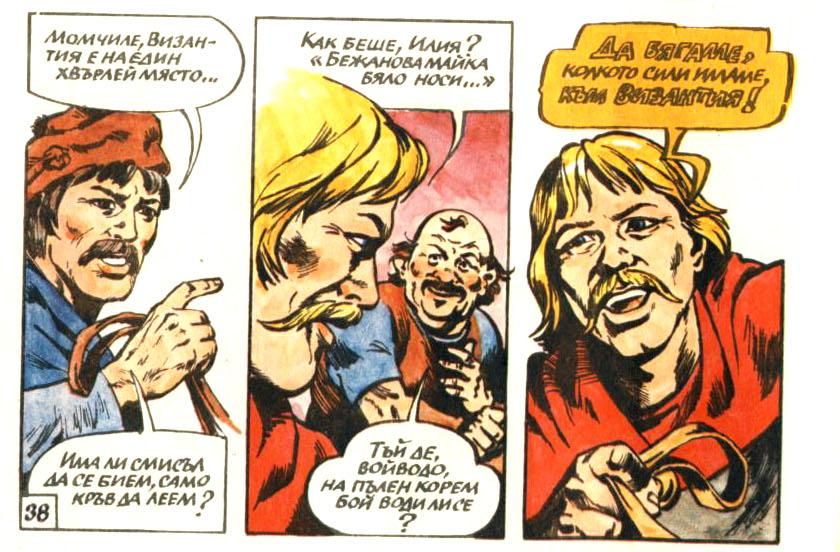 Момчиле, Визан-
тия е на един
хвърлей място...
Има ли смисъл
да се бием, само
кръв да леем?
38
Как беше, Илия?
«Бежанова майка
бяло носи...»
Тъй де,
войводо,
на пълен корем
бой води ли се
?
Да бягаме,
колкото сили имаме,
към Византия!